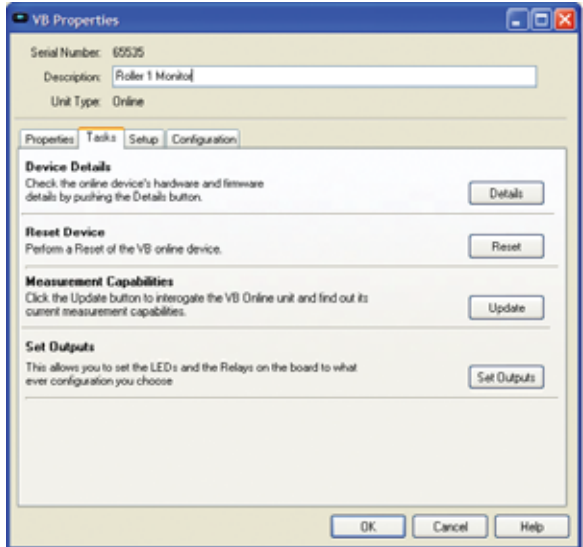 VB Properties
Serial Number: 65535
Description: Roller 1 Monitor
Unit Type: Online
Properties Tasks Setup Configuration
Device Details
Check the online device's hardware and firmware
details by pushing the Details button.
Details
Reset Device
Perform a Reset of the VB online device.
Reset
Measurement Capabilities
Click the Update button to interogate the VB Online unit and find out its
current measurement capabilities.
Update
Set Outputs
This allows you to set the LEDs and the Relays on the board to what
ever configuration you choose
Set Outputs
OK Cancel Help